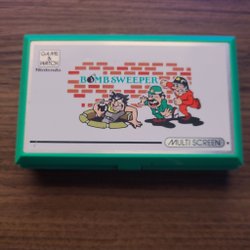 GAME & WATCH
Nintendo
BOMB SWEEPER
MULTI SCREEN